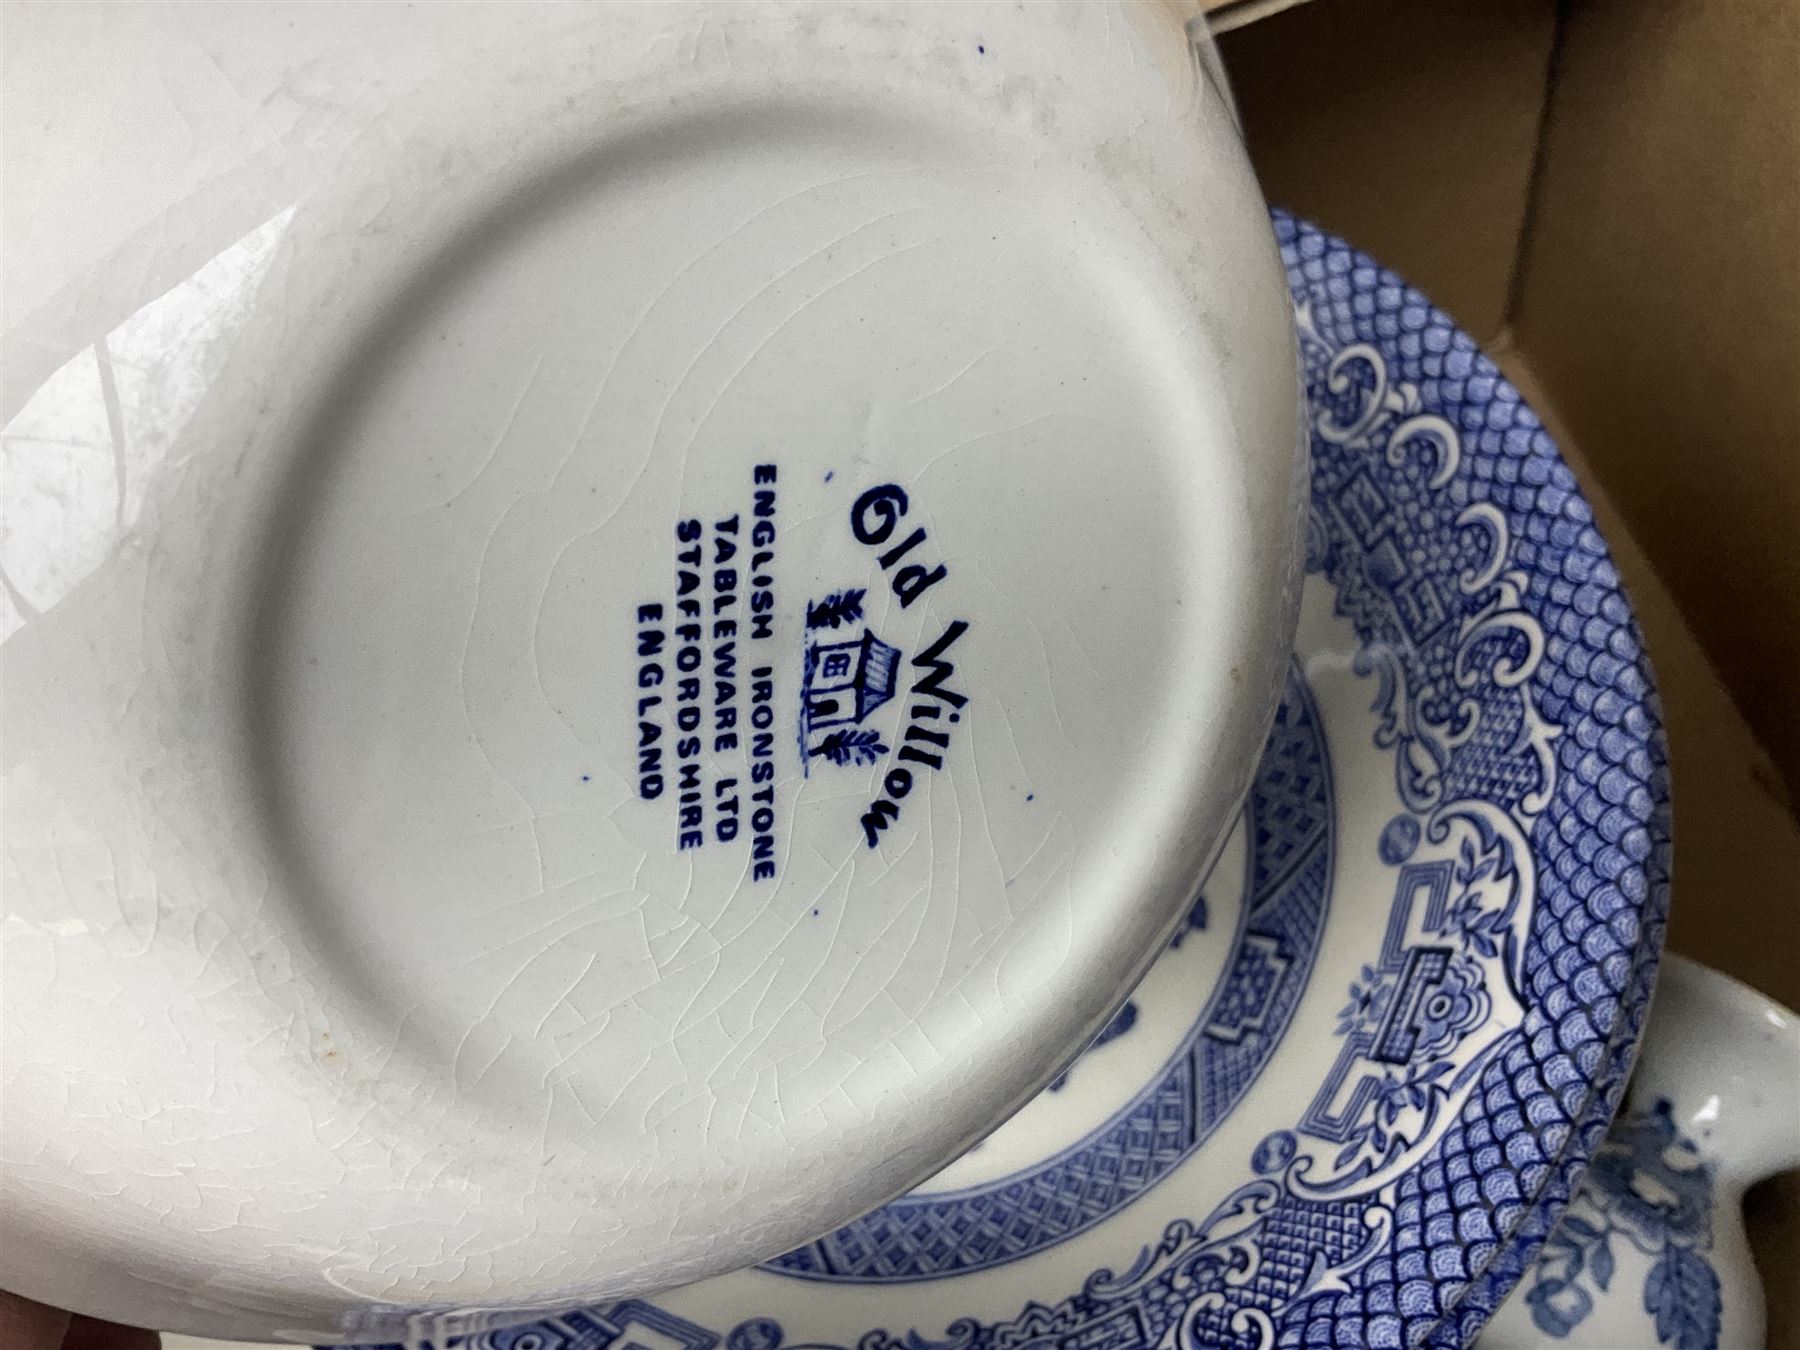 Old Willow
ENGLISH IRONSTONE
TABLEWARE LTD
STAFFORDSHIRE
ENGLAND